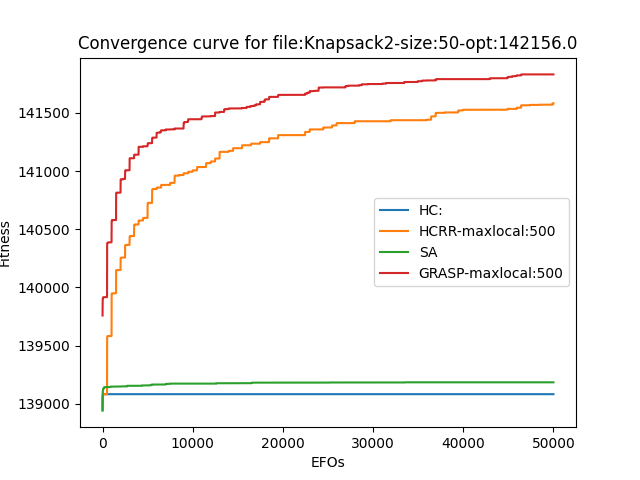 Convergence curve for file:Knapsack2-size:50-opt:142156.0
141500
141000
140500
140000
139500
139000
0
10000
20000
30000
40000
50000
EFOs
HC:
HCRR-maxlocal:500
SA
GRASP-maxlocal:500